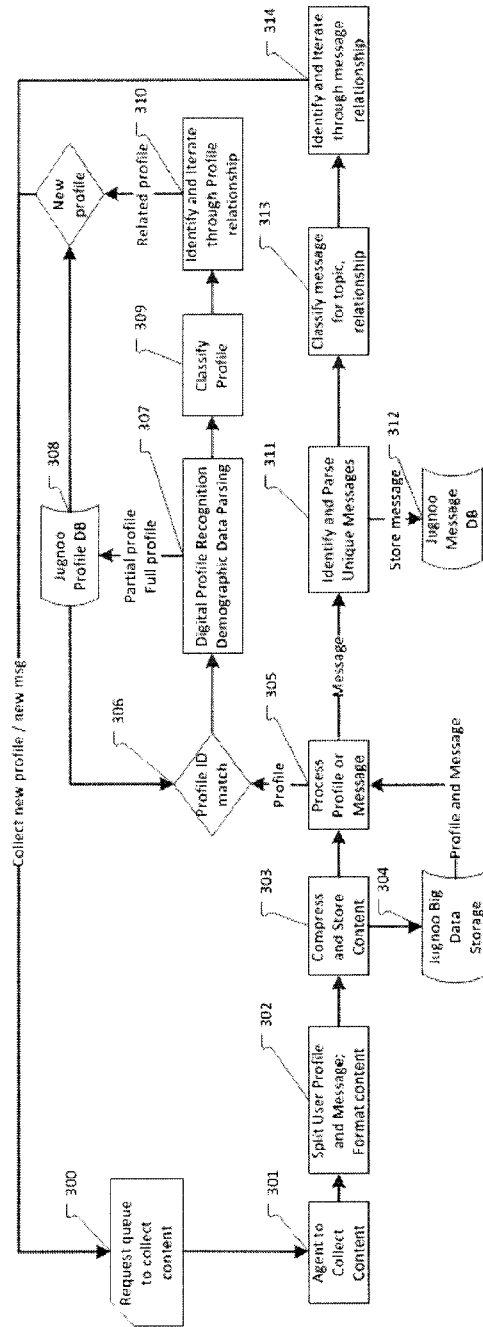 Collect new profile / new msg
300
Request queue
to collect
content
301
Agent to
Collect
Content
302
Split User Profile
and Message;
Format content
303
Compress
and Store
Content
304
Jugnoo Big
Data
Storage
Profile and Message
305
Process
Profile or
Message
Profile
Message
306
Profile ID
match
307
Digital Profile Recognition
Demographic Data Parsing
Partial profile
Full profile
308
Jugnoo
Profile DB
309
Classify
Profile
310
Identify and Iterate
through Profile
relationship
Related profile
New
profile
311
Identify and Parse
Unique Messages
Store message
312
Jugnoo
Message
DB
313
Classify message
for topic,
relationship
314
Identify and Iterate
through message
relationship